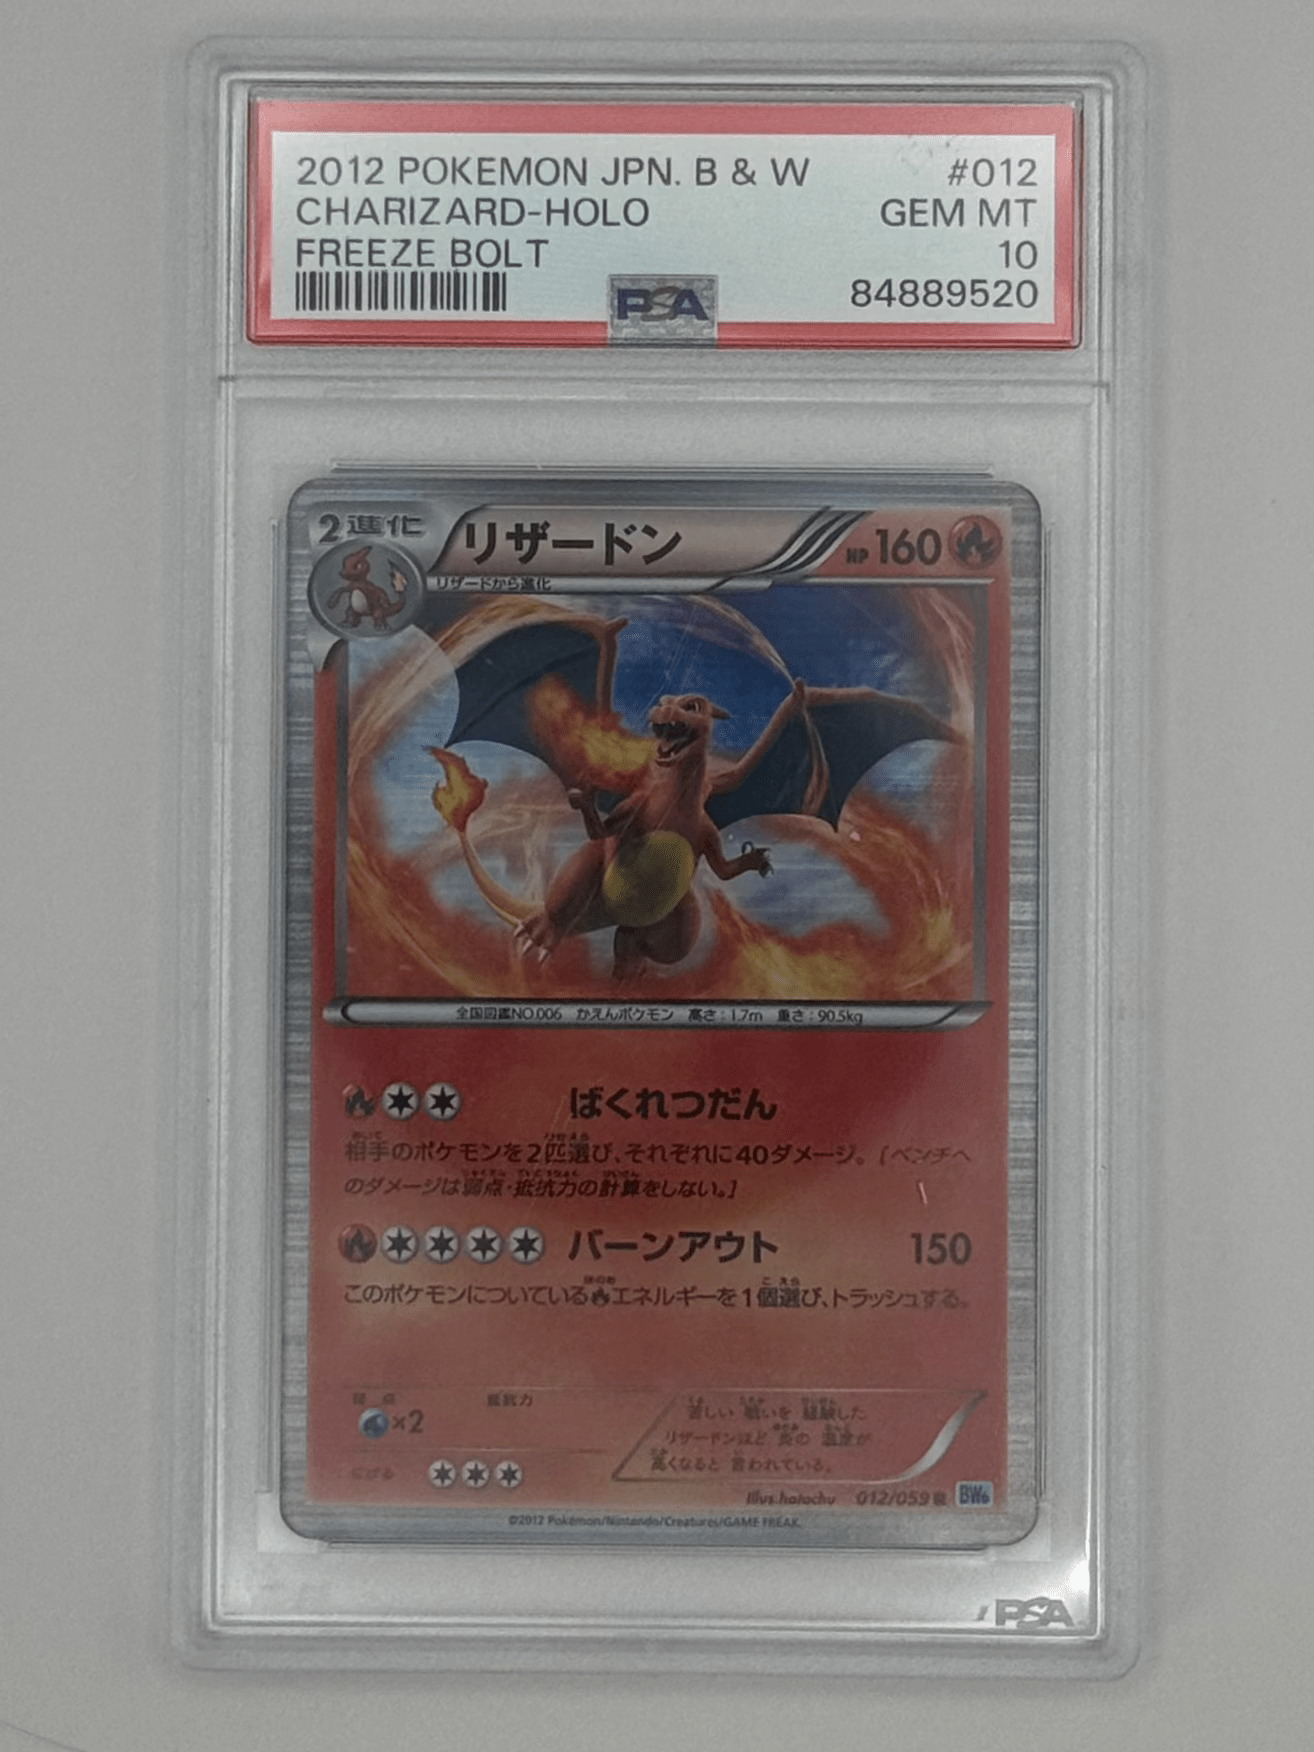 2012 POKEMON JPN. B & W #012
CHARIZARD-HOLO GEM MT
FREEZE BOLT 10
84889520
PSA
2進化 リザードン HP 160
リザードから進化
全国図鑑NO.006 かえんポケモン 高さ:1.7m 重さ:90.5kg
ばくれつだん
相手のポケモンを2匹選び、それぞれに40ダメージ。[ベンチへ
のダメージは弱点・抵抗力の計算をしない。]
バーンアウト 150
このポケモンについているエネルギーを1個選び、トラッシュする。
弱点 抵抗力
×2
苦しい 戦いを 経験した
リザードンほど 炎の 温度が
高くなると 言われている。
にげる
illus.hatachu 012/059 R BW6
©2012 Pokémon/Nintendo/Creatures/GAME FREAK.
PSA